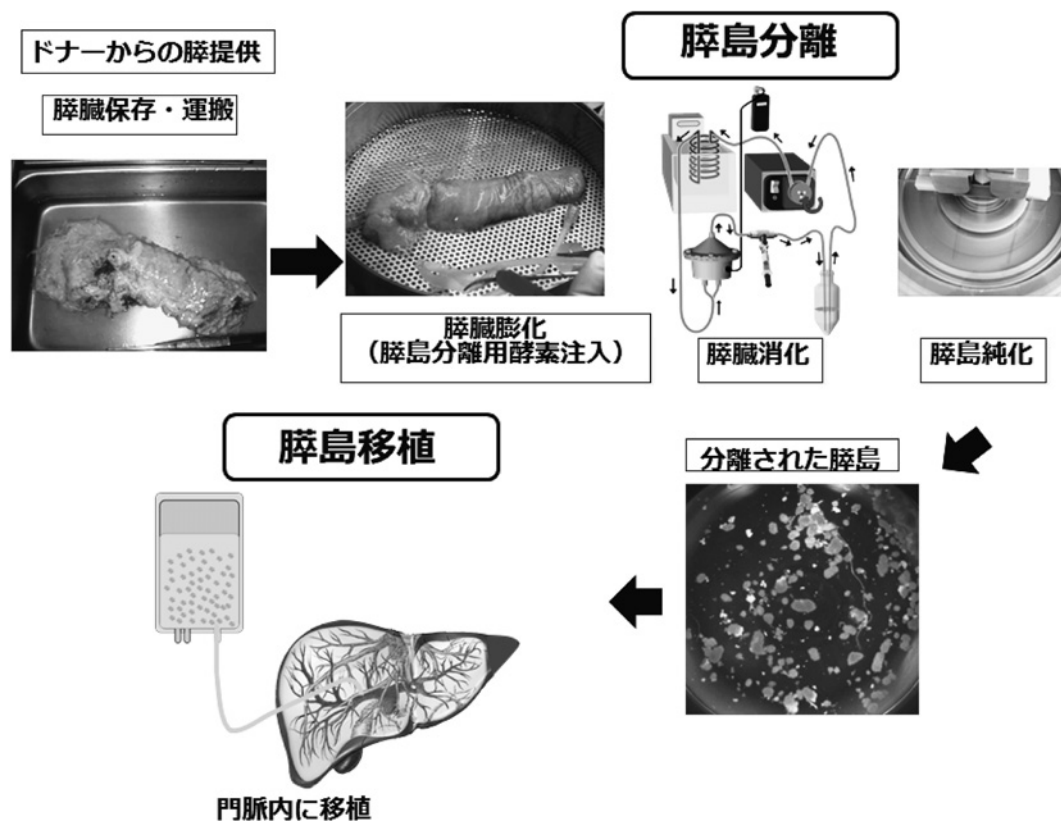 ドナーからの膵提供
膵臓保存・運搬
膵臓膨化
（膵島分離用酵素注入）
膵島分離
膵臓消化
膵島純化
分離された膵島
膵島移植
門脈内に移植